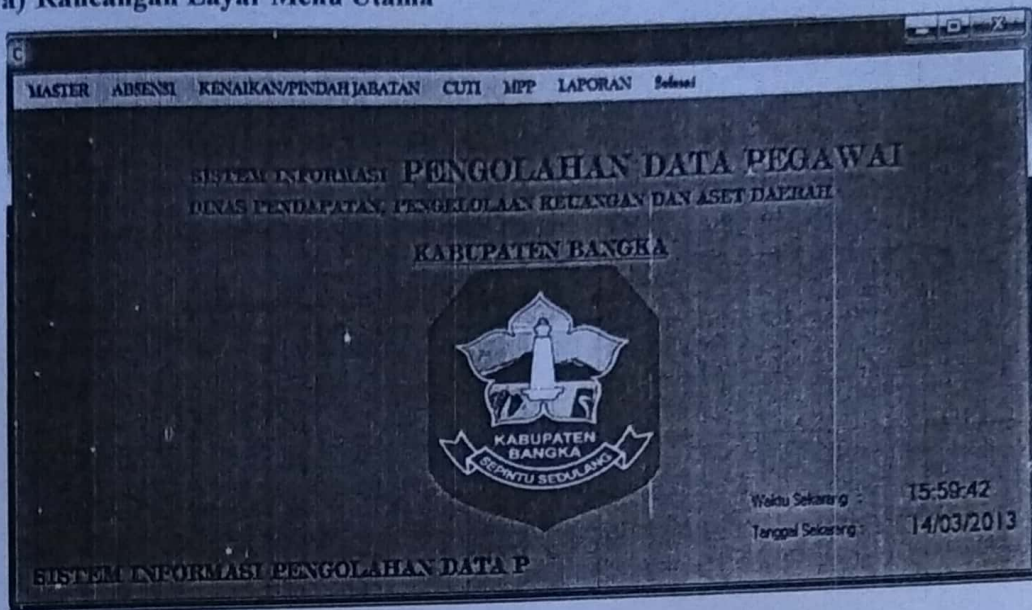 a) Rancangan Layar Menu Utama
MASTER ABSENSI KENAIKAN/PINDAH JABATAN CUTI MPP LAPORAN Selesai
SISTEM INFORMASI PENGOLAHAN DATA PEGAWAI
DINAS PENDAPATAN, PENGELOLAAN KEUANGAN DAN ASET DAERAH
KABUPATEN BANGKA
KABUPATEN
BANGKA
SEPINTU SEDULANG
Waktu Sekarang : 15:59:42
Tanggal Sekarang : 14/03/2013
SISTEM INFORMASI PENGOLAHAN DATA P